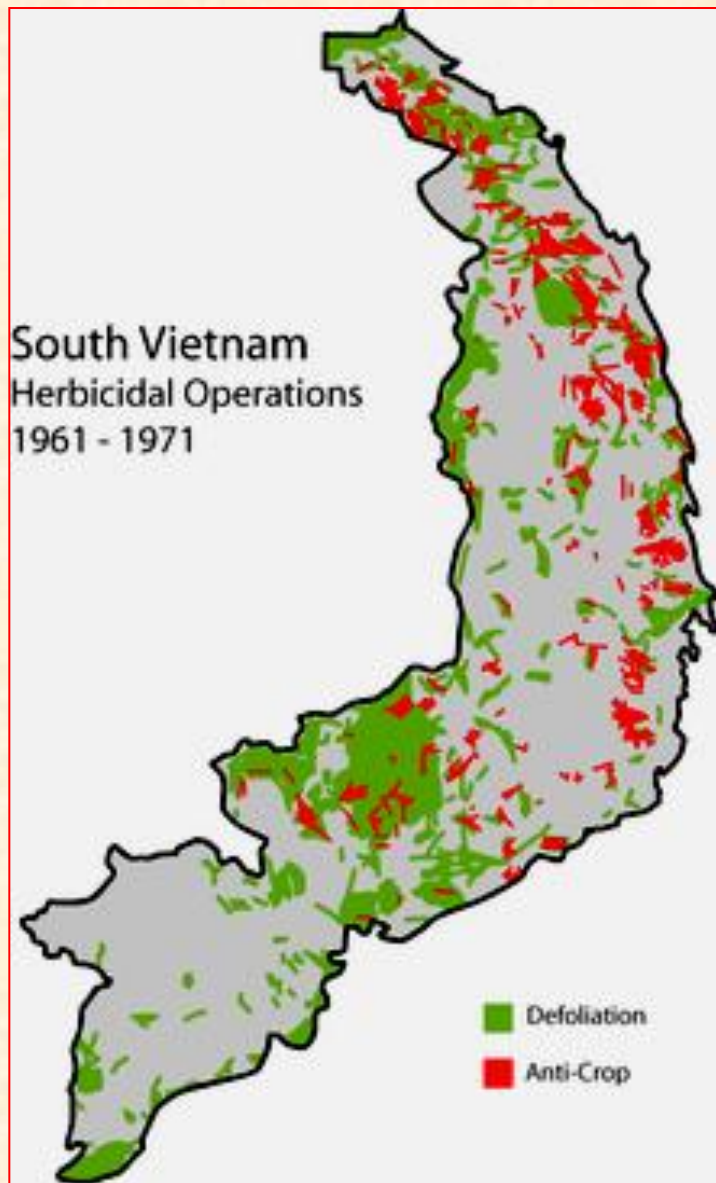 South Vietnam
Herbicidal Operations
1961 - 1971
Defoliation
Anti-Crop